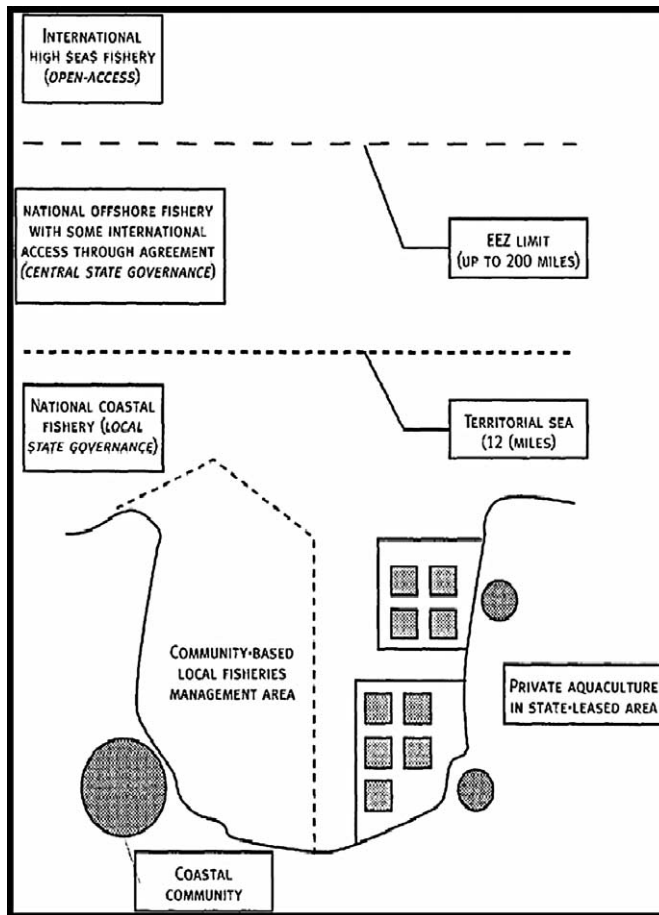 INTERNATIONAL
HIGH SEAS FISHERY
(OPEN-ACCESS)
NATIONAL OFFSHORE FISHERY
WITH SOME INTERNATIONAL
ACCESS THROUGH AGREEMENT
(CENTRAL STATE GOVERNANCE)
EEZ LIMIT
(UP TO 200 MILES)
NATIONAL COASTAL
FISHERY (LOCAL
STATE GOVERNANCE)
TERRITORIAL SEA
(12 (MILES)
COMMUNITY-BASED
LOCAL FISHERIES
MANAGEMENT AREA
PRIVATE AQUACULTURE
IN STATE-LEASED AREA
COASTAL
COMMUNITY